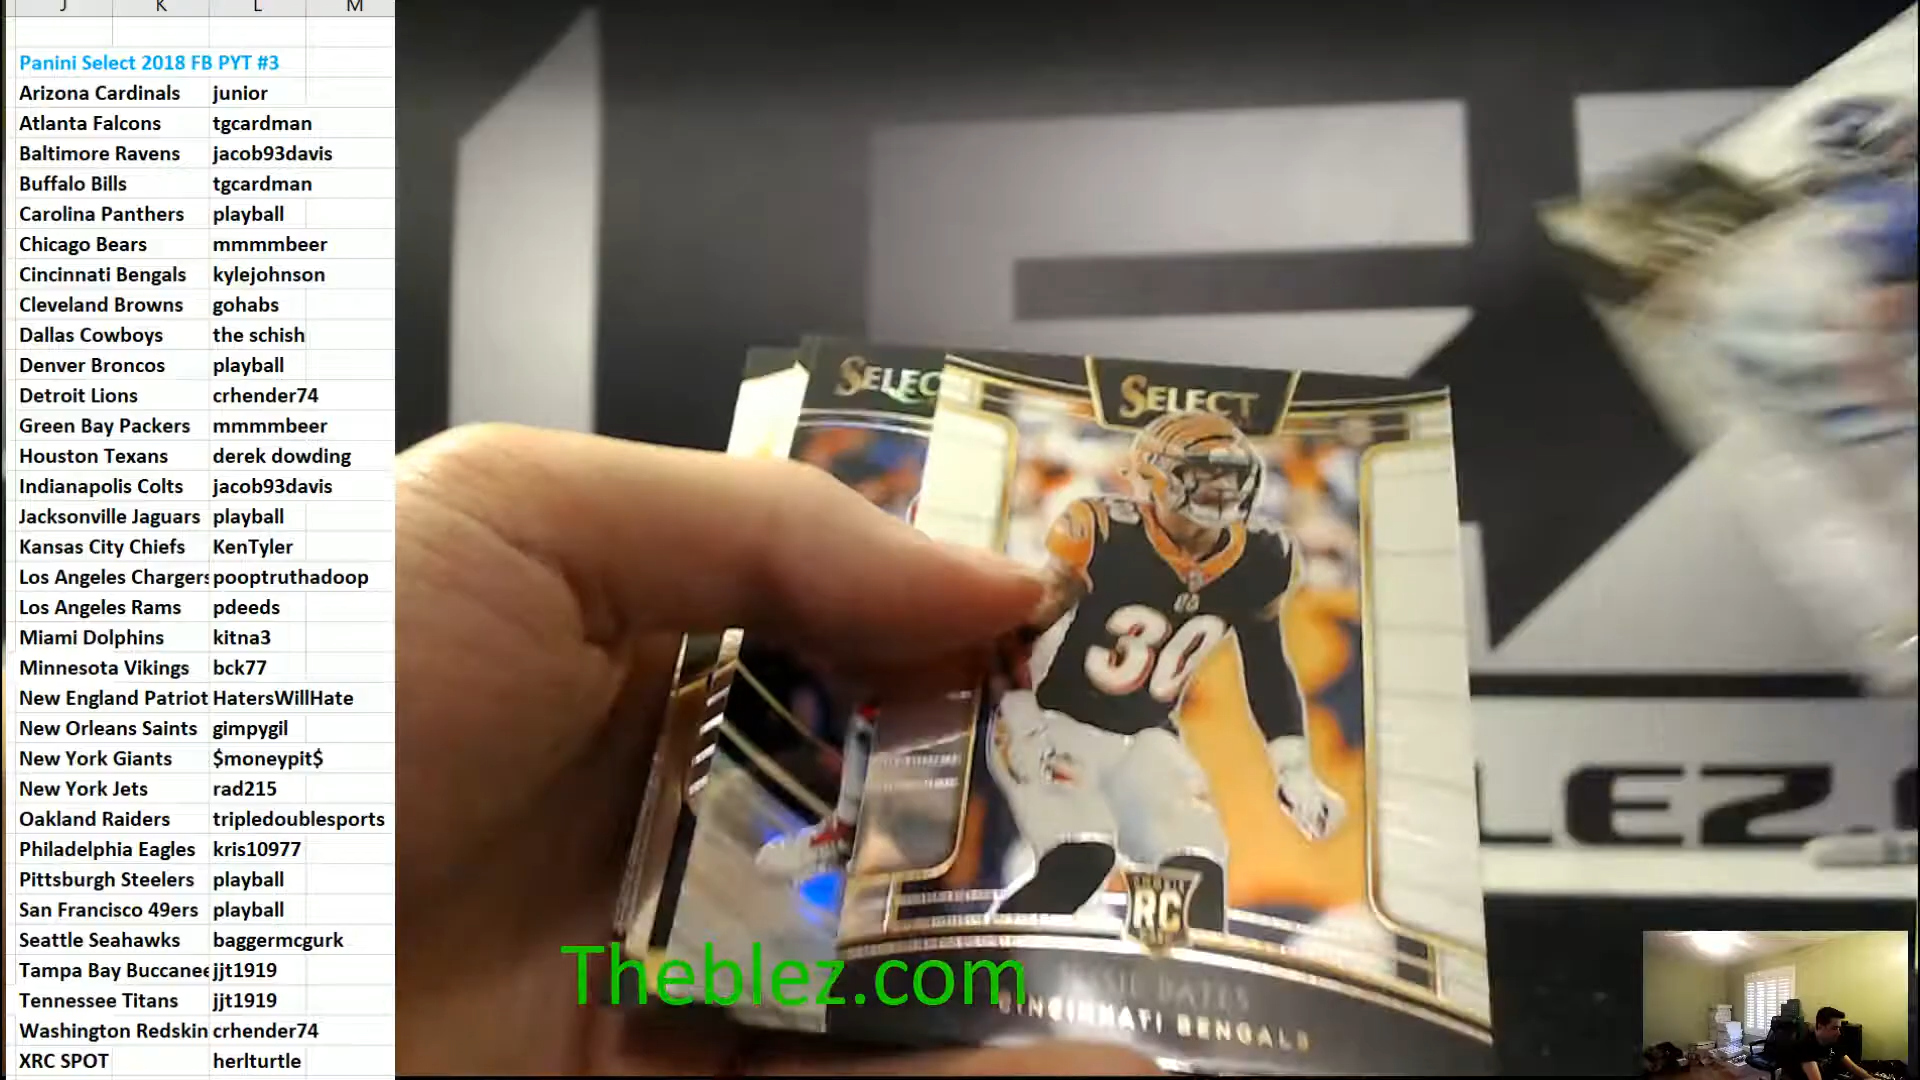 J K L M
Panini Select 2018 FB PYT #3
Arizona Cardinals junior
Atlanta Falcons tgcardman
Baltimore Ravens jacob93davis
Buffalo Bills tgcardman
Carolina Panthers playball
Chicago Bears mmmmbeer
Cincinnati Bengals kylejohnson
Cleveland Browns gohabs
Dallas Cowboys the schish
Denver Broncos playball
Detroit Lions crhender74
Green Bay Packers mmmmbeer
Houston Texans derek dowding
Indianapolis Colts jacob93davis
Jacksonville Jaguars playball
Kansas City Chiefs KenTyler
Los Angeles Chargers pooptruthadoop
Los Angeles Rams pdeeds
Miami Dolphins kitna3
Minnesota Vikings bck77
New England Patriot HatersWillHate
New Orleans Saints gimpygil
New York Giants $moneypit$
New York Jets rad215
Oakland Raiders tripledoublesports
Philadelphia Eagles kris10977
Pittsburgh Steelers playball
San Francisco 49ers playball
Seattle Seahawks baggermcgurk
Tampa Bay Buccanee jjt1919
Tennessee Titans jjt1919
Washington Redskin crhender74
XRC SPOT herlturtle
SELEC
SELECT
30
RC
BATES
CINCINNATI BENGALS
Theblez.com
LEZ.